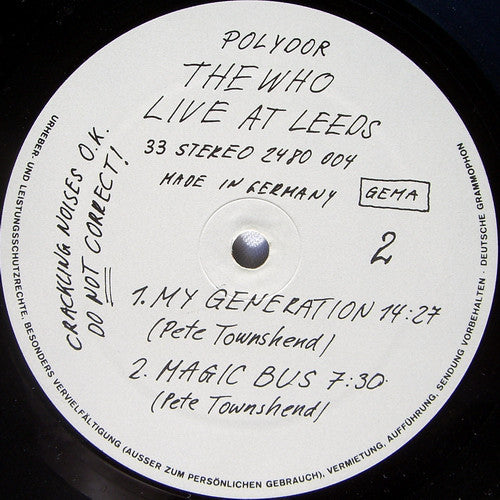 POLYDOR
THE WHO
LIVE AT LEEDS
33 STEREO 2480 004
MADE IN GERMANY
GEMA
CRACKLING NOISES O.K.
DO NOT CORRECT!
2
1. MY GENERATION 14:27
(Pete Townshend)
2. MAGIC BUS 7:30
(Pete Townshend)
URHEBER- UND LEISTUNGSSCHUTZRECHTE, BESONDERS VERVIELFÄLTIGUNG (AUSSER ZUM PERSÖNLICHEN GEBRAUCH), VERMIETUNG, AUFFÜHRUNG, SENDUNG VORBEHALTEN · DEUTSCHE GRAMMOPHON